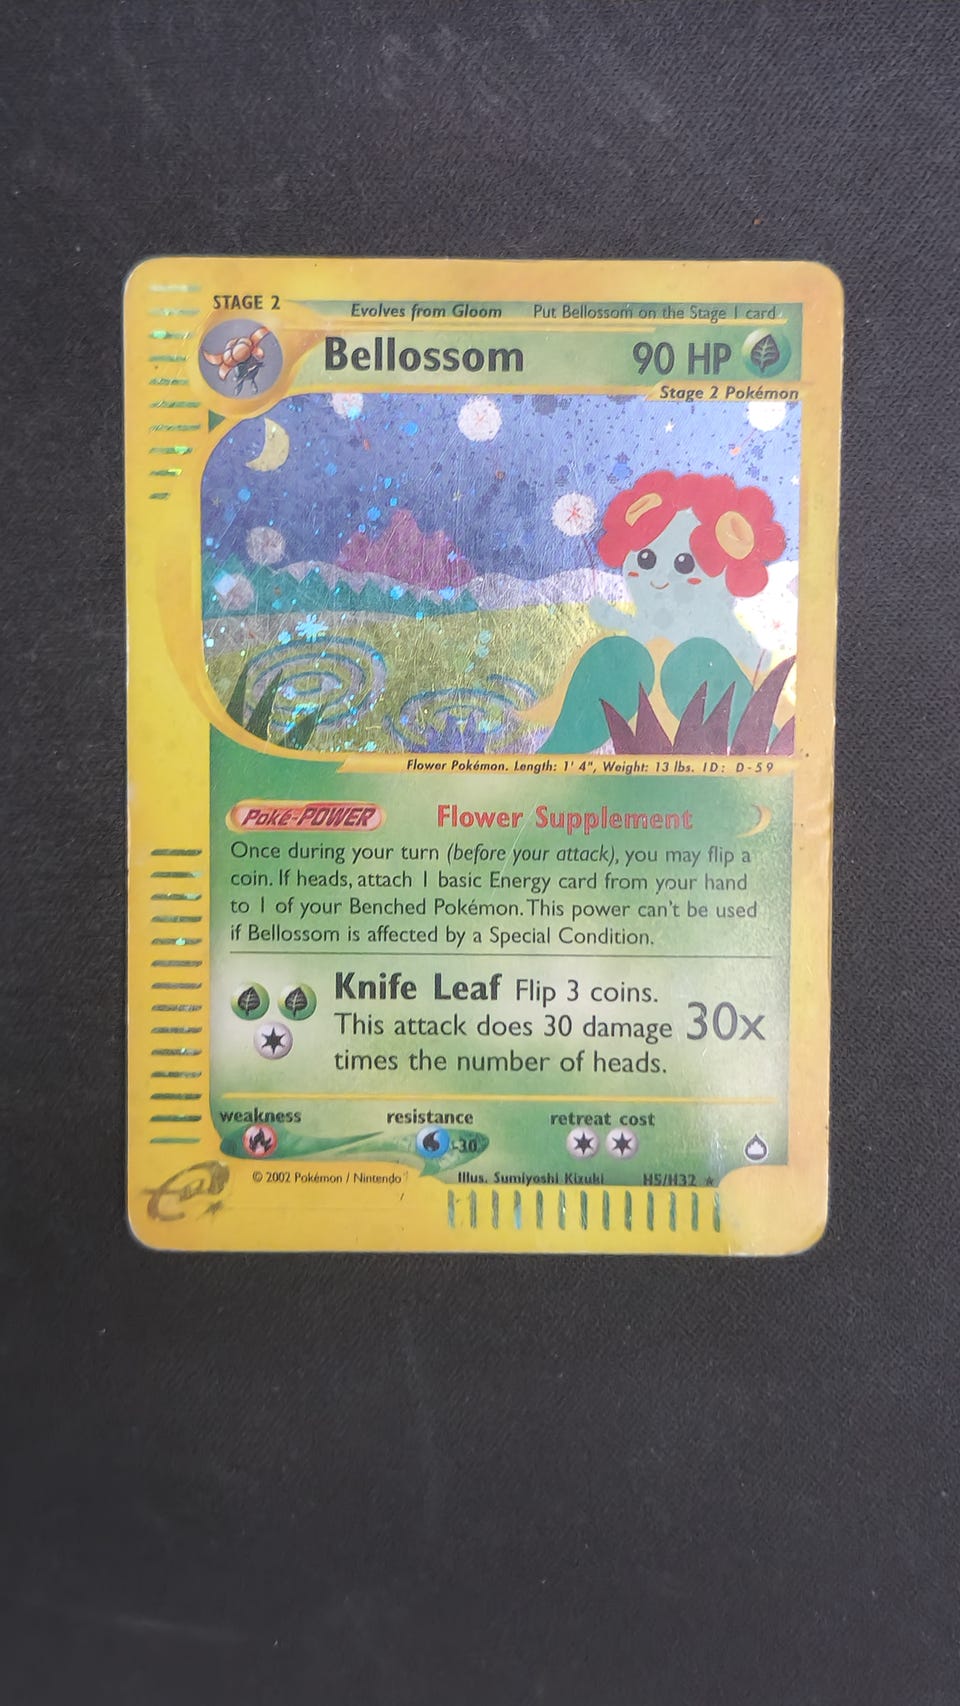 STAGE 2
Evolves from Gloom Put Bellossom on the Stage 1 card
Bellossom 90 HP
Stage 2 Pokémon
Flower Pokémon. Length: 1' 4", Weight: 13 lbs. ID: D-59
Poké-POWER Flower Supplement
Once during your turn (before your attack), you may flip a
coin. If heads, attach 1 basic Energy card from your hand
to 1 of your Benched Pokémon. This power can't be used
if Bellossom is affected by a Special Condition.
Knife Leaf Flip 3 coins.
This attack does 30 damage 30x
times the number of heads.
weakness resistance retreat cost
-30
© 2002 Pokémon / Nintendo Illus. Sumiyoshi Kizuki H5/H32 ★